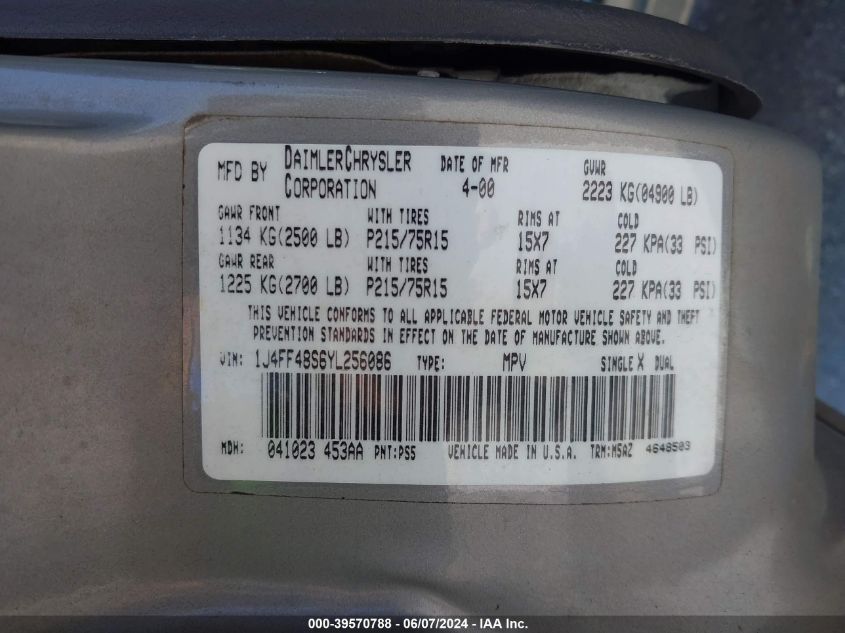 MFD BY DAIMLERCHRYSLER CORPORATION DATE OF MFR 4-00 GVWR 2223 KG(04900 LB)
GAWR FRONT WITH TIRES RIMS AT COLD
1134 KG(2500 LB) P215/75R15 15X7 227 KPA(33 PSI)
GAWR REAR WITH TIRES RIMS AT COLD
1225 KG(2700 LB) P215/75R15 15X7 227 KPA(33 PSI)
THIS VEHICLE CONFORMS TO ALL APPLICABLE FEDERAL MOTOR VEHICLE SAFETY AND THEFT
PREVENTION STANDARDS IN EFFECT ON THE DATE OF MANUFACTURE SHOWN ABOVE.
VIN: 1J4FF48S6YL256086 TYPE: MPV SINGLE X DUAL
MDH: 041023 453AA PNT:PS5 VEHICLE MADE IN U.S.A. TRM:M5AZ 4648503
000-39570788 - 06/07/2024 - IAA Inc.